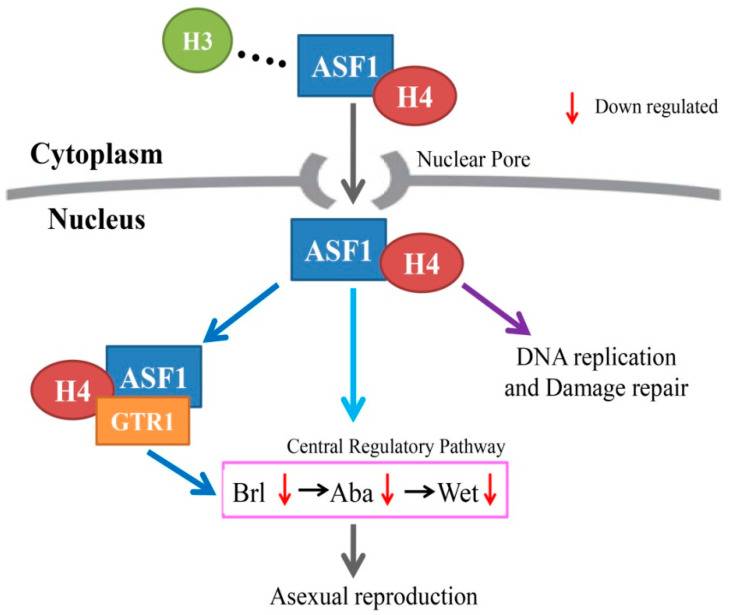 H3
ASF1
H4
Down regulated
Cytoplasm
Nuclear Pore
Nucleus
ASF1
H4
DNA replication
and Damage repair
H4
ASF1
GTR1
Central Regulatory Pathway
Brl Aba Wet
Asexual reproduction